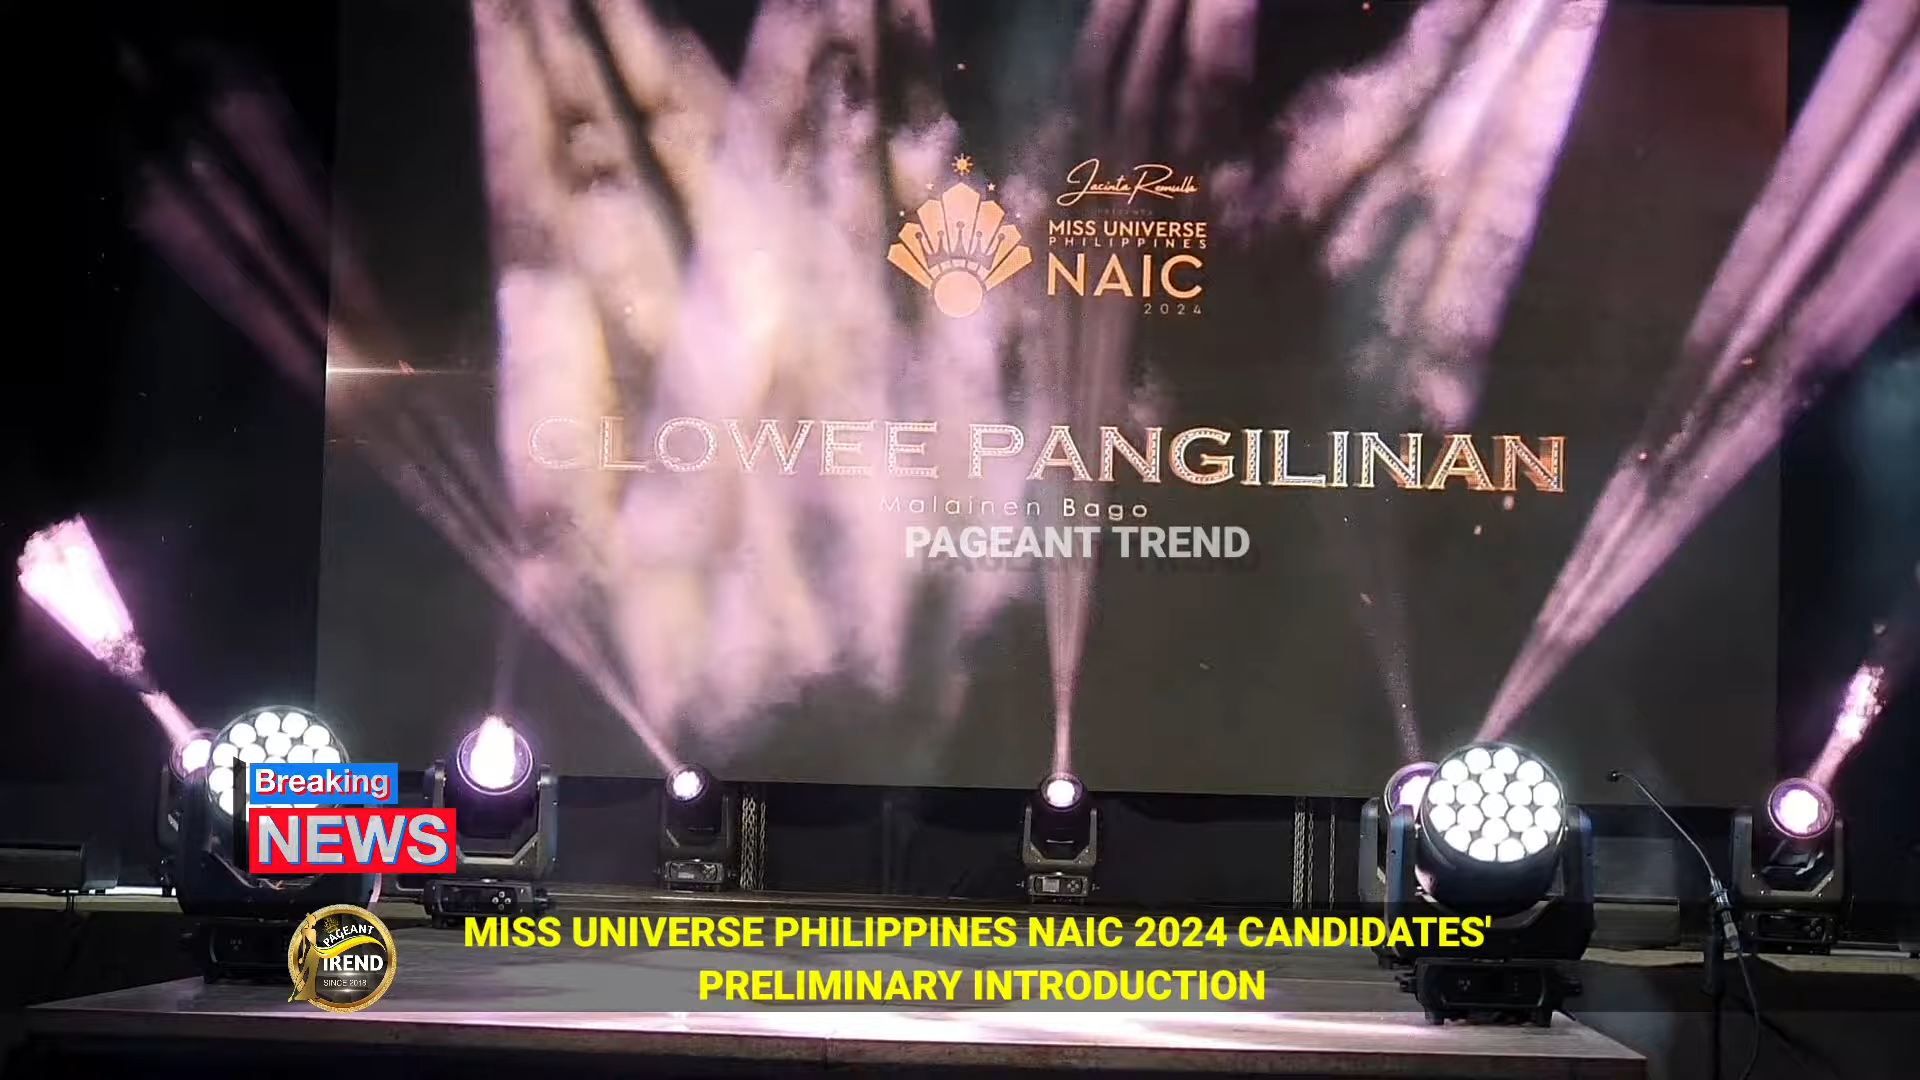 Jacinta Remulla
PRESENTS
MISS UNIVERSE
PHILIPPINES
NAIC
2024
CLOWEE PANGILINAN
Malainen Bago
PAGEANT TREND
Breaking
NEWS
PAGEANT
TREND
SINCE 2018
MISS UNIVERSE PHILIPPINES NAIC 2024 CANDIDATES'
PRELIMINARY INTRODUCTION